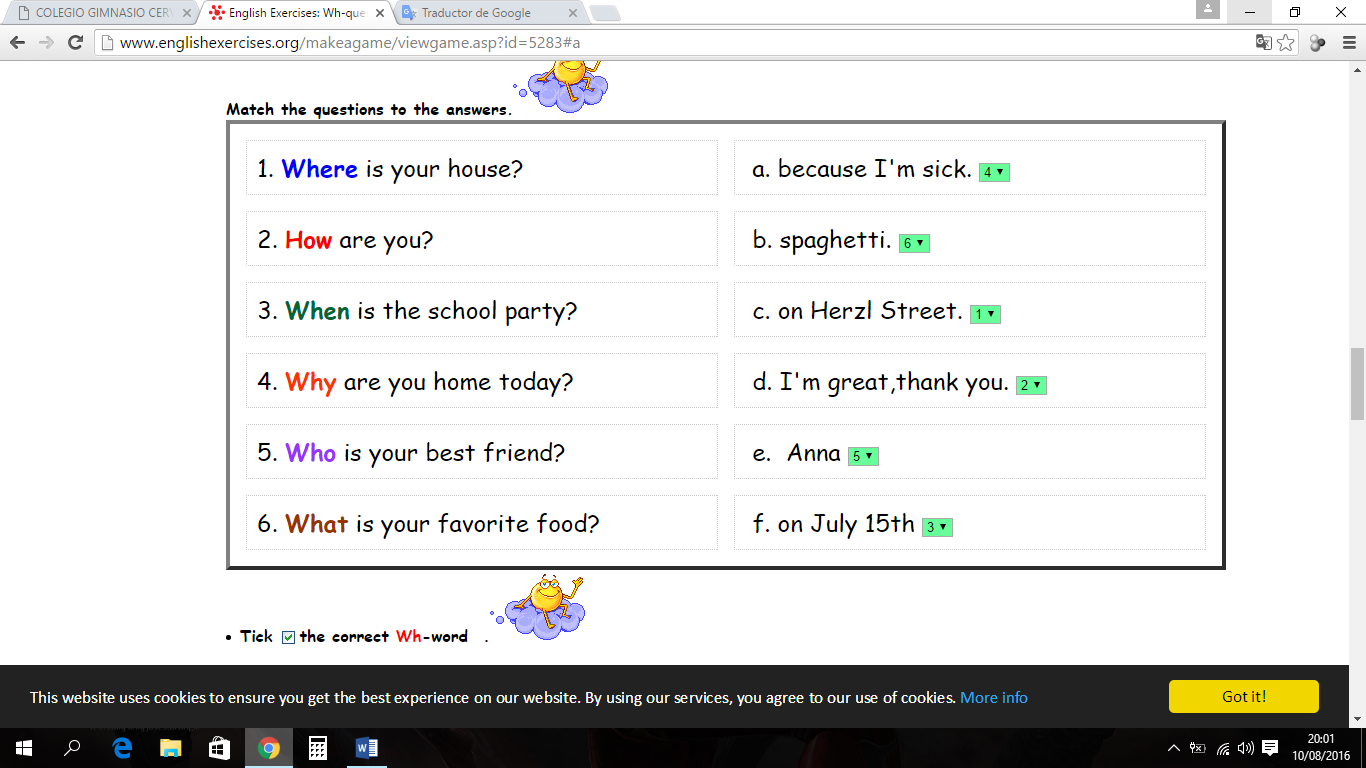 COLEGIO GIMNASIO CER
English Exercises: Wh-que
Traductor de Google
www.englishexercises.org/makeagame/viewgame.asp?id=5283#a
Match the questions to the answers.
1. Where is your house?
a. because I'm sick. 4
2. How are you?
b. spaghetti. 6
3. When is the school party?
c. on Herzl Street. 1
4. Why are you home today?
d. I'm great,thank you. 2
5. Who is your best friend?
e. Anna 5
6. What is your favorite food?
f. on July 15th 3
• Tick the correct Wh-word .
This website uses cookies to ensure you get the best experience on our website. By using our services, you agree to our use of cookies. More info
Got it!
20:01
10/08/2016